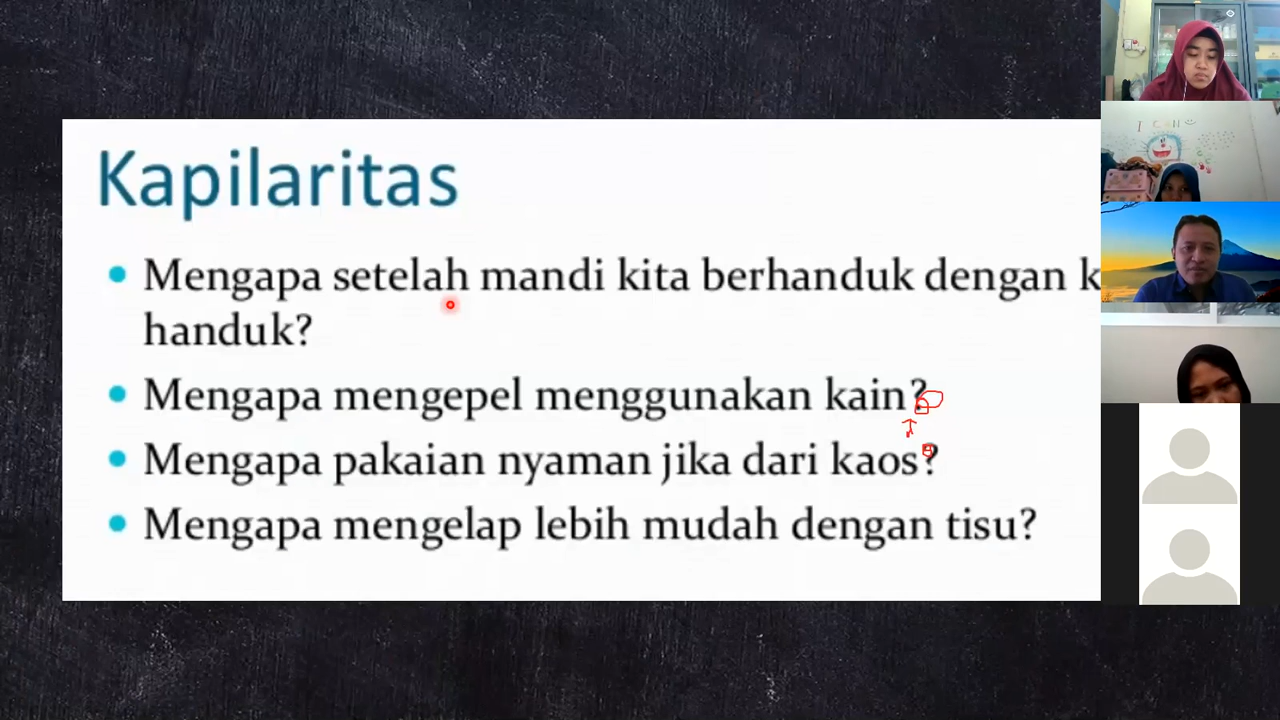 Kapilaritas
Mengapa setelah mandi kita berhanduk dengan k
handuk?
Mengapa mengepel menggunakan kain?
Mengapa pakaian nyaman jika dari kaos?
Mengapa mengelap lebih mudah dengan tisu?